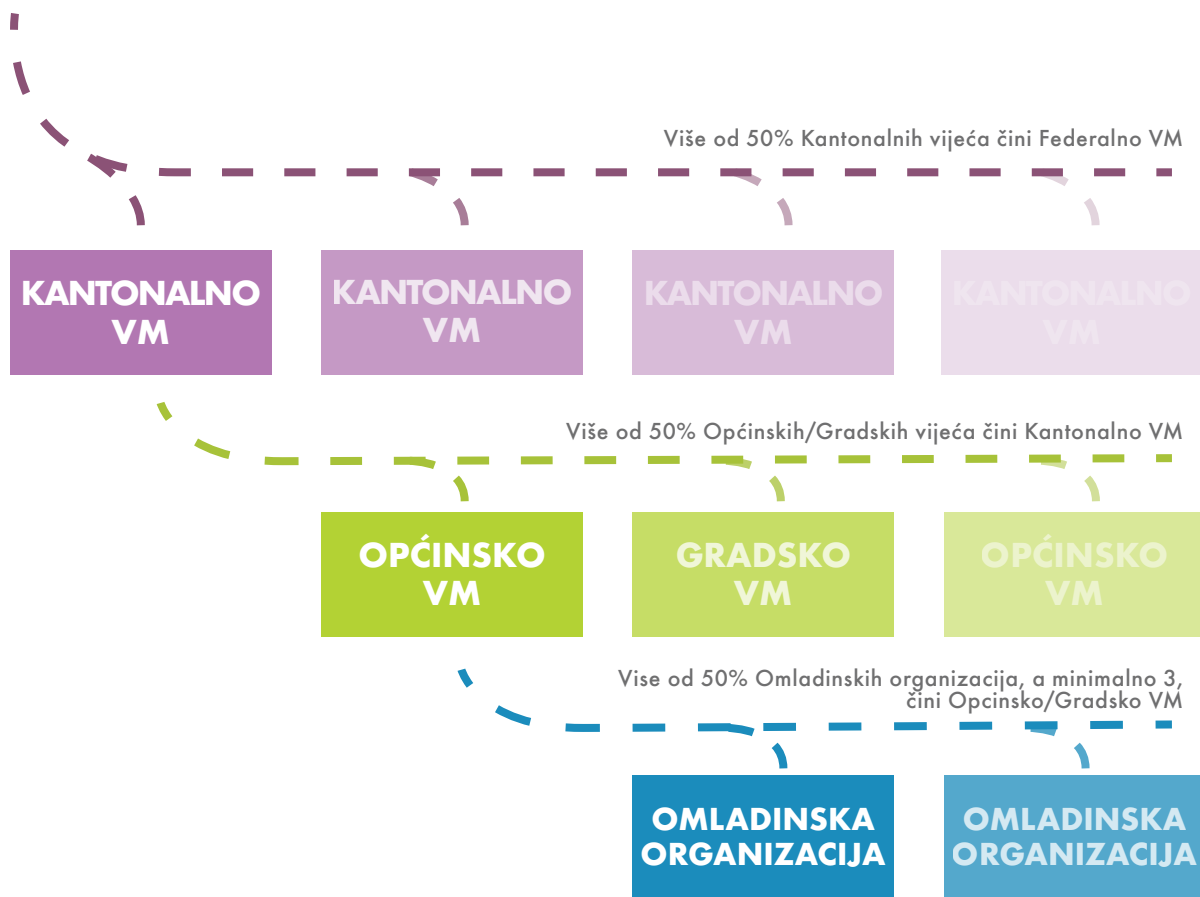 Više od 50% Kantonalnih vijeća čini Federalno VM
KANTONALNO
VM
KANTONALNO
VM
KANTONALNO
VM
KANTONALNO
VM
Više od 50% Općinskih/Gradskih vijeća čini Kantonalno VM
OPĆINSKO
VM
GRADSKO
VM
OPĆINSKO
VM
Vise od 50% Omladinskih organizacija, a minimalno 3,
čini Opcinsko/Gradsko VM
OMLADINSKA
ORGANIZACIJA
OMLADINSKA
ORGANIZACIJA